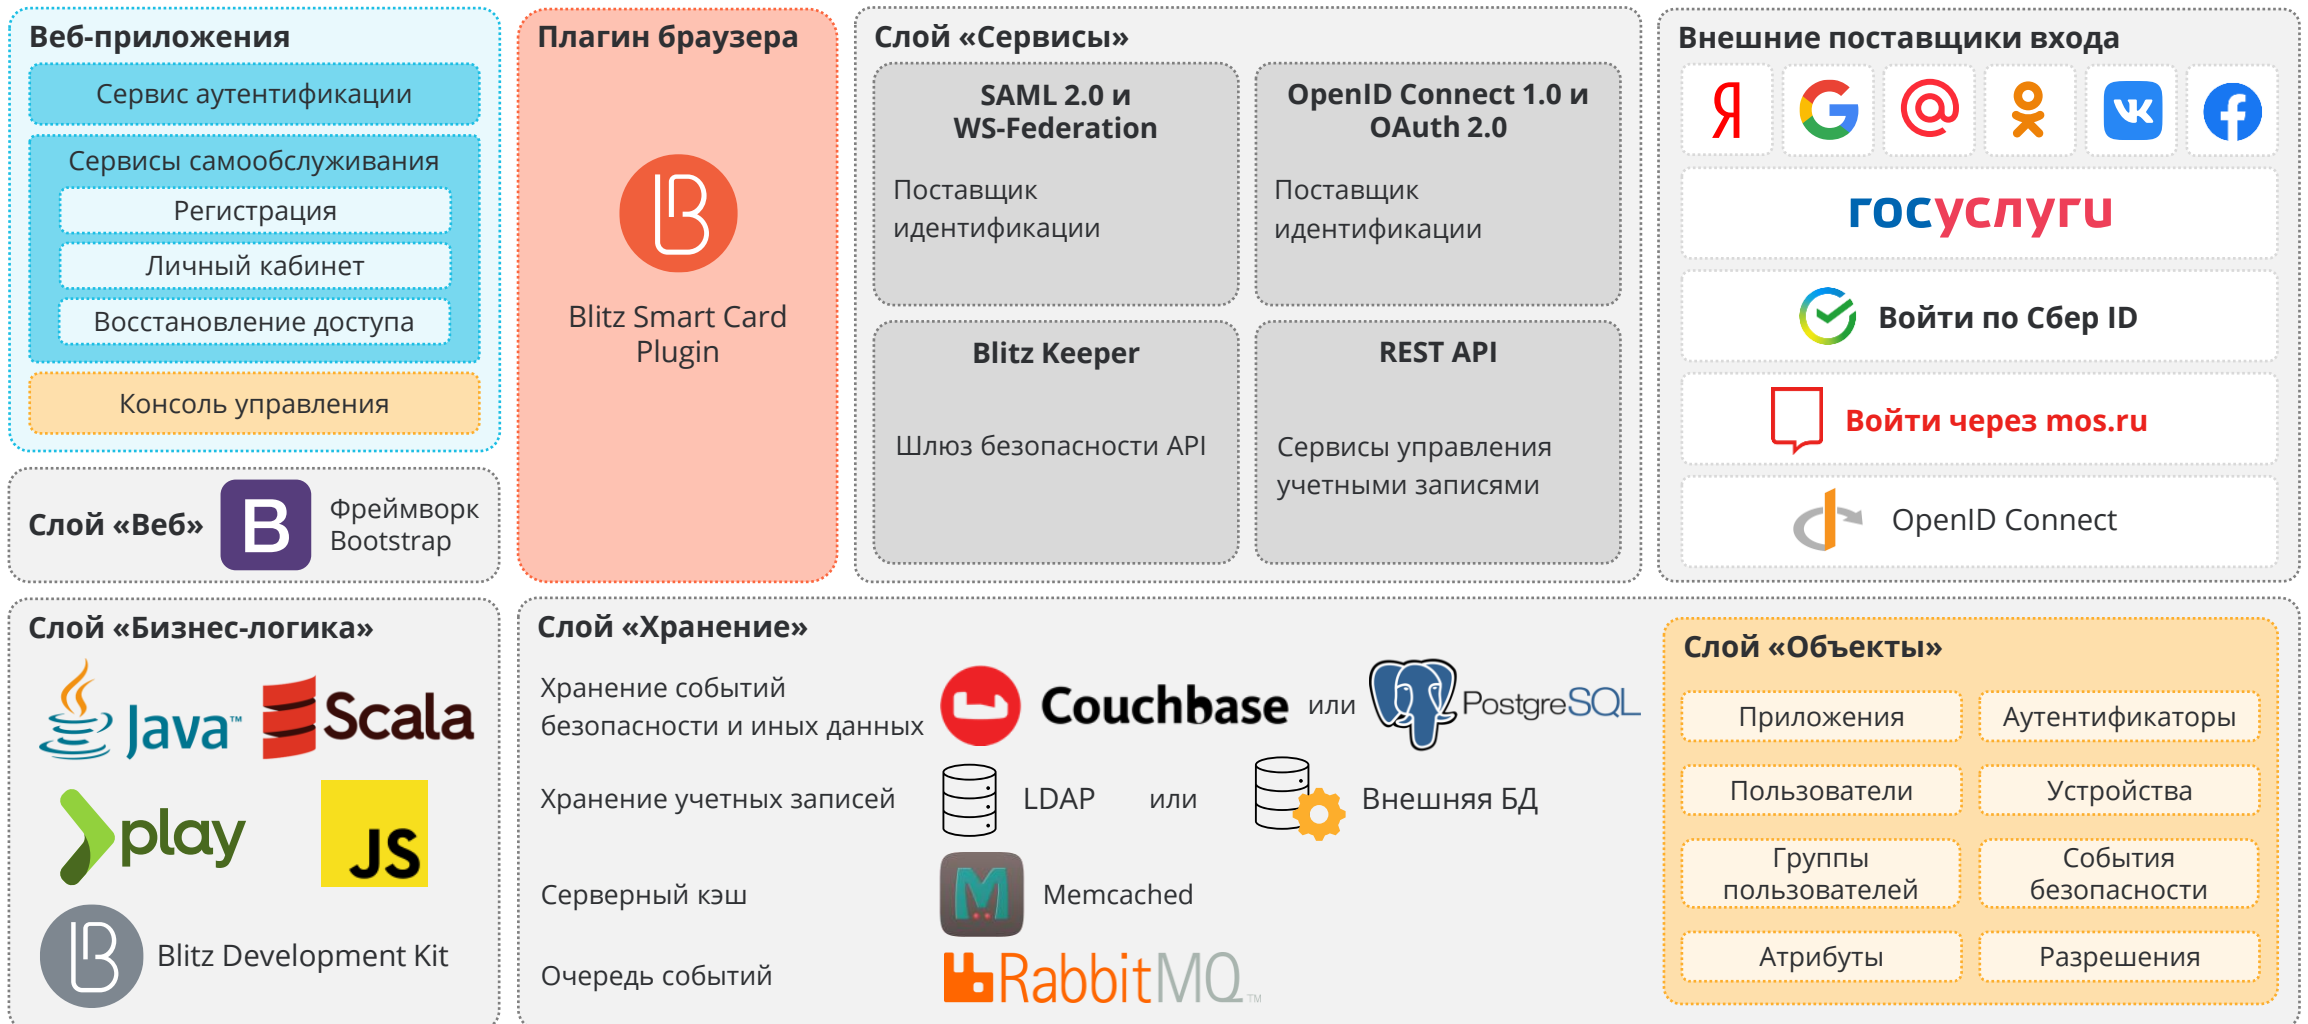 Веб-приложения
Сервис аутентификации
Сервисы самообслуживания
Регистрация
Личный кабинет
Восстановление доступа
Консоль управления
Слой «Веб»
B
Фреймворк
Bootstrap
Плагин браузера
Blitz Smart Card
Plugin
Слой «Сервисы»
SAML 2.0 и
WS-Federation
Поставщик
идентификации
OpenID Connect 1.0 и
OAuth 2.0
Поставщик
идентификации
Blitz Keeper
Шлюз безопасности API
REST API
Сервисы управления
учетными записями
Внешние поставщики входа
Я
госуслуги
Войти по Сбер ID
Войти через mos.ru
OpenID Connect
Слой «Бизнес-логика»
Java™
Scala
play
JS
Blitz Development Kit
Слой «Хранение»
Хранение событий
безопасности и иных данных
Couchbase
или
PostgreSQL
Хранение учетных записей
LDAP
или
Внешняя БД
Серверный кэш
Memcached
Очередь событий
RabbitMQ™
Слой «Объекты»
Приложения
Аутентификаторы
Пользователи
Устройства
Группы
пользователей
События
безопасности
Атрибуты
Разрешения